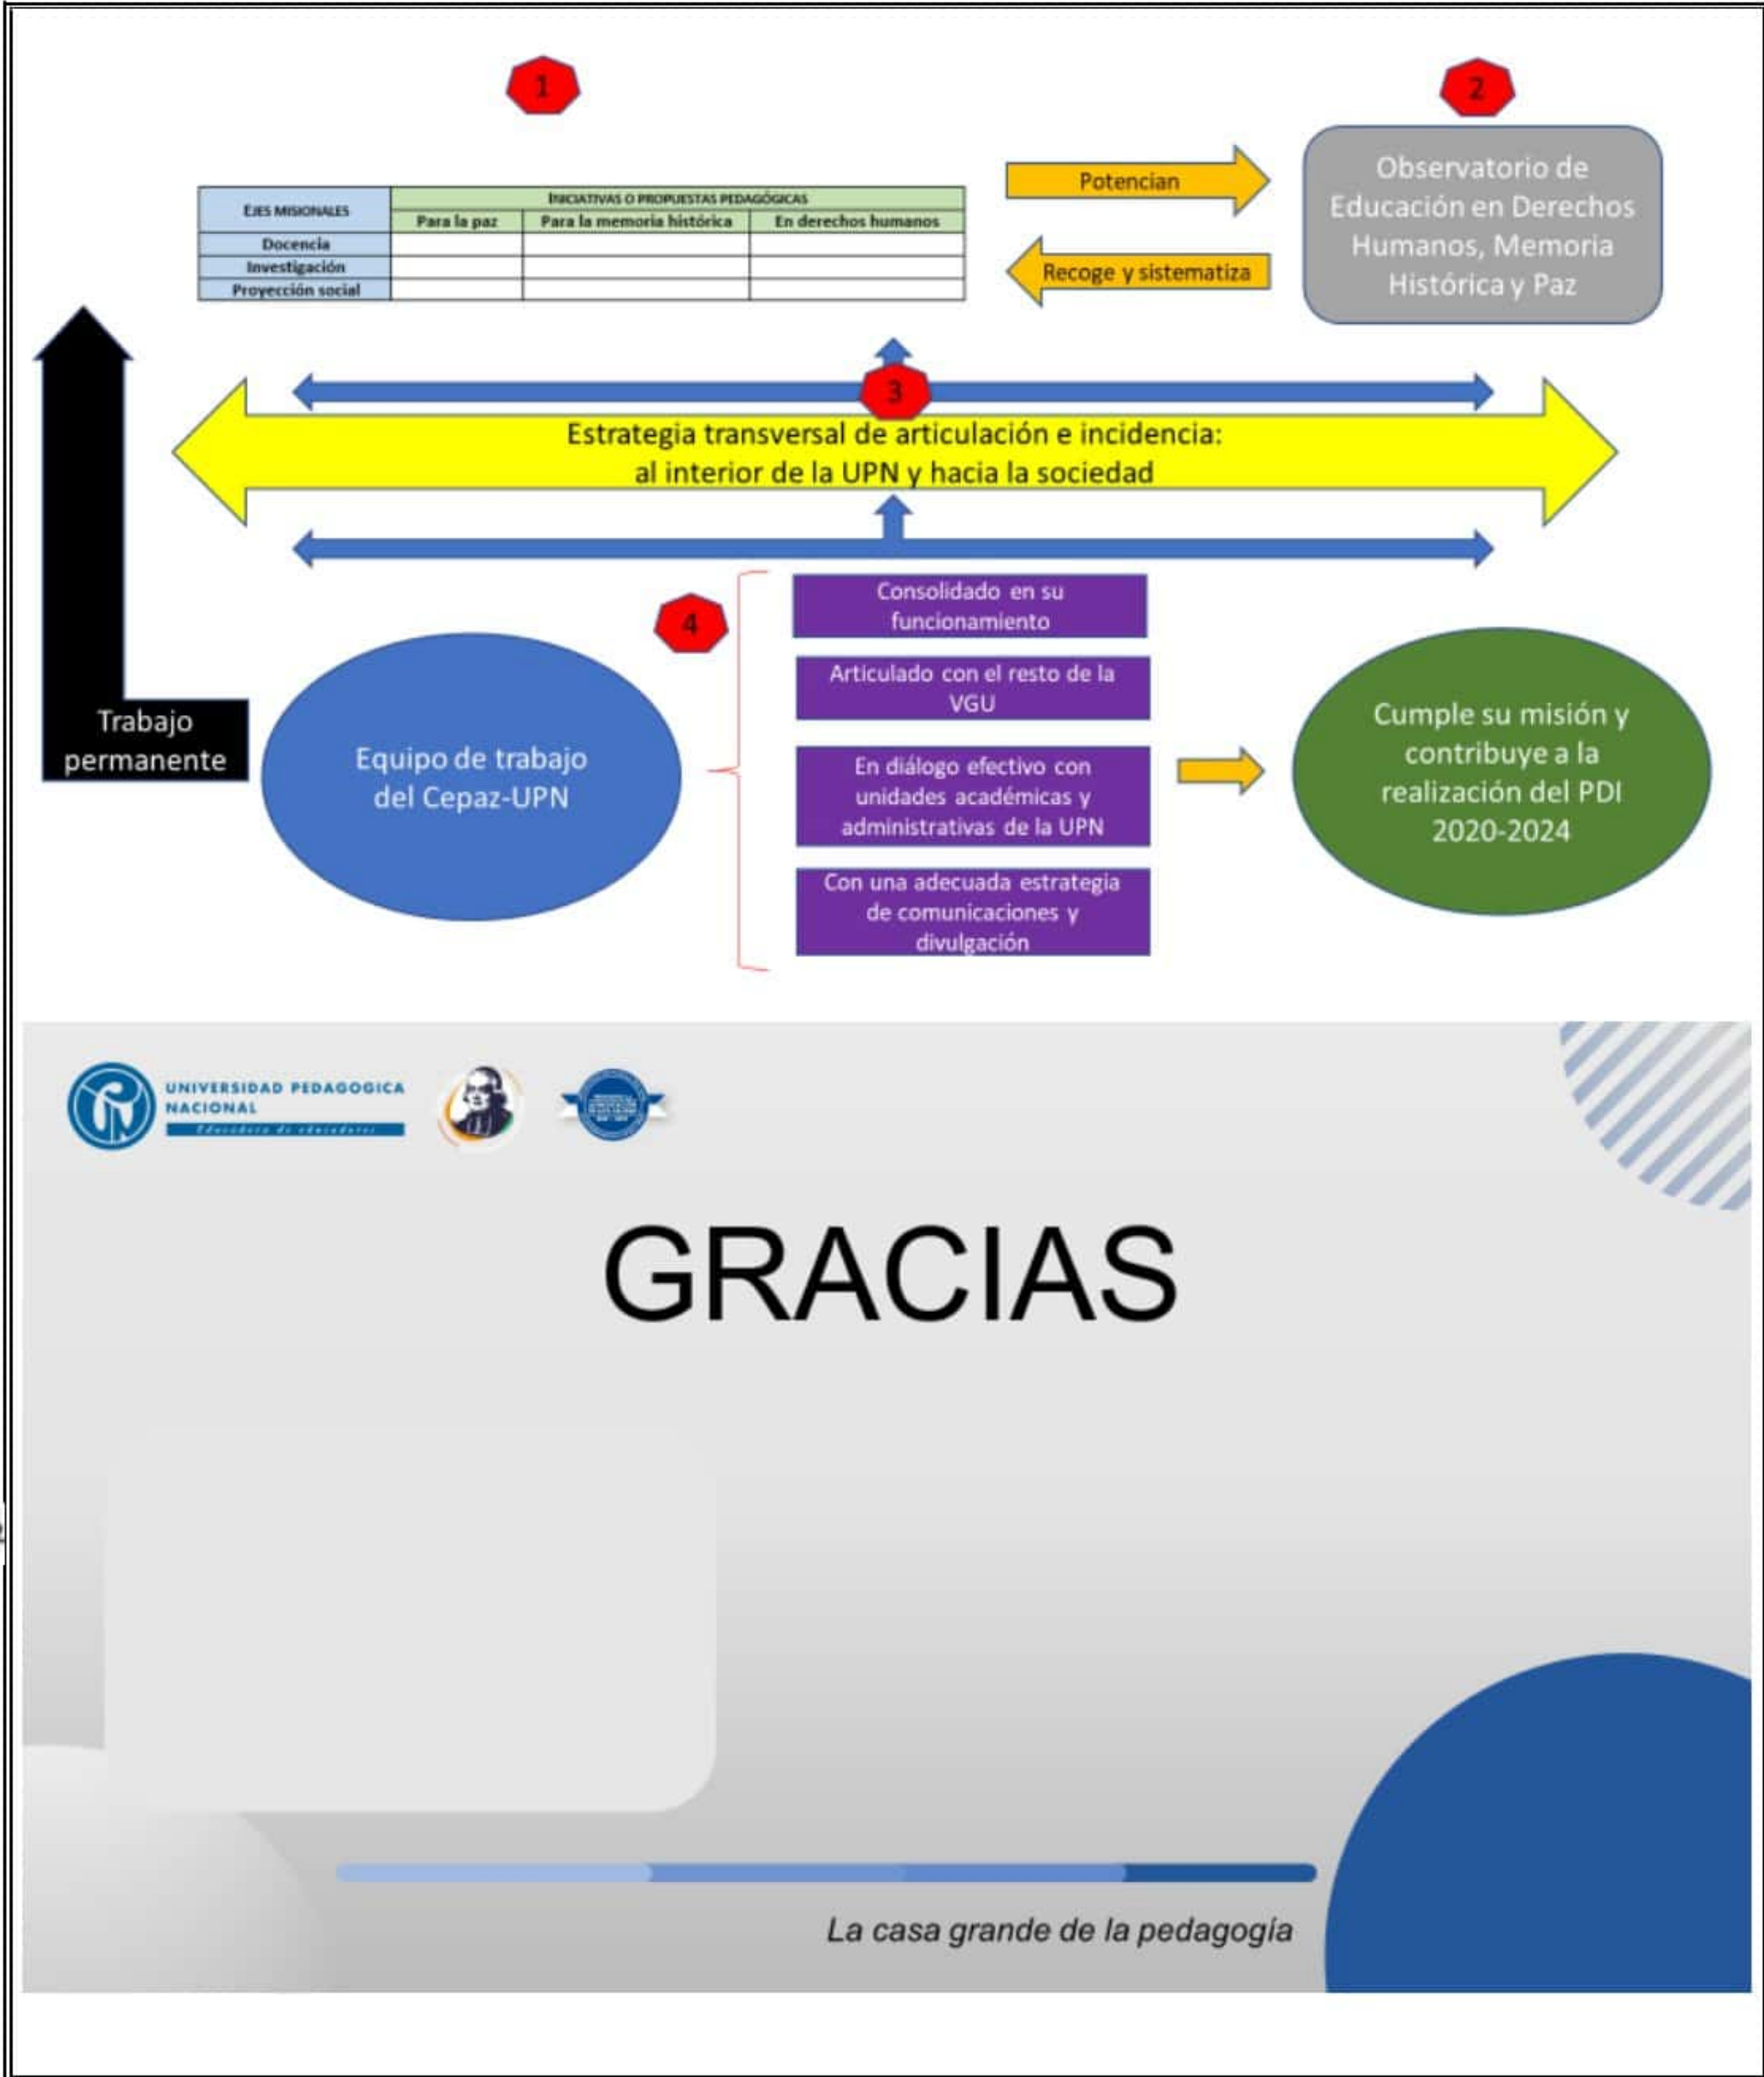 1
2
EJES MISIONALES
INICIATIVAS O PROPUESTAS PEDAGÓGICAS
Para la paz
Para la memoria histórica
En derechos humanos
Docencia
Investigación
Proyección social
Potencian
Recoge y sistematiza
Observatorio de
Educación en Derechos
Humanos, Memoria
Histórica y Paz
3
Estrategia transversal de articulación e incidencia:
al interior de la UPN y hacia la sociedad
Trabajo
permanente
Equipo de trabajo
del Cepaz-UPN
4
Consolidado en su
funcionamiento
Articulado con el resto de la
VGU
En diálogo efectivo con
unidades académicas y
administrativas de la UPN
Con una adecuada estrategia
de comunicaciones y
divulgación
Cumple su misión y
contribuye a la
realización del PDI
2020-2024
UNIVERSIDAD PEDAGOGICA
NACIONAL
Educadora de educadores
GRACIAS
La casa grande de la pedagogía